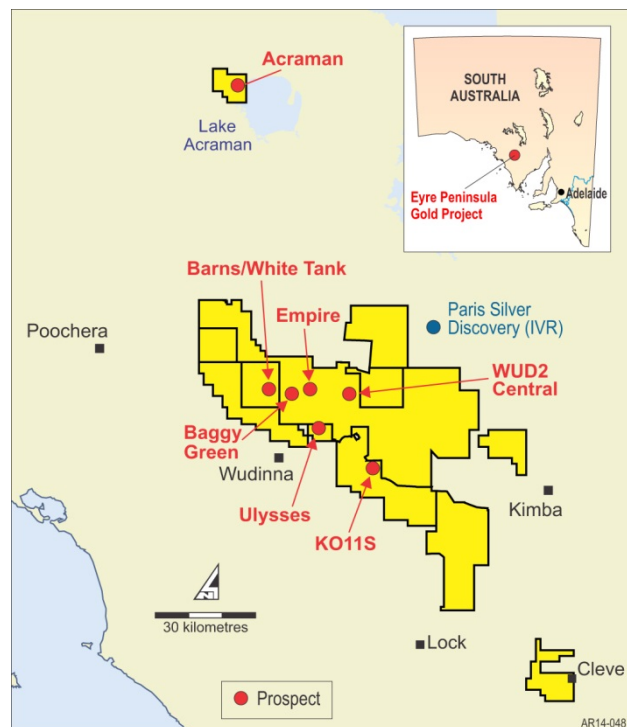 Acraman
Lake
Acraman
SOUTH
AUSTRALIA
Adelaide
Eyre Peninsula
Gold Project
Barns/White Tank
Empire
Poochera
Paris Silver
Discovery (IVR)
WUD2
Central
Baggy
Green
Wudinna
Ulysses
KO11S
Kimba
N
30 kilometres
Lock
Cleve
Prospect
AR14-048